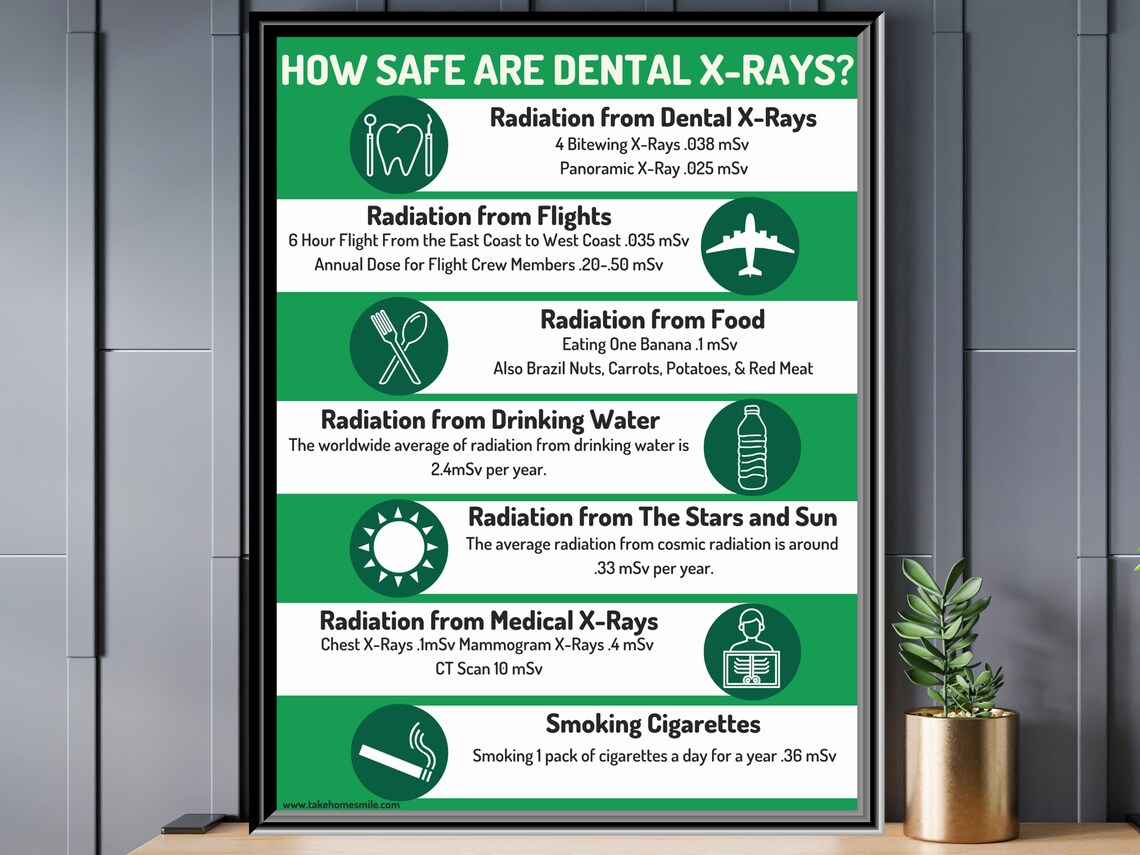 HOW SAFE ARE DENTAL X-RAYS?
Radiation from Dental X-Rays
4 Bitewing X-Rays .038 mSv
Panoramic X-Ray .025 mSv
Radiation from Flights
6 Hour Flight From the East Coast to West Coast .035 mSv
Annual Dose for Flight Crew Members .20-.50 mSv
Radiation from Food
Eating One Banana .1 mSv
Also Brazil Nuts, Carrots, Potatoes, & Red Meat
Radiation from Drinking Water
The worldwide average of radiation from drinking water is
2.4mSv per year.
Radiation from The Stars and Sun
The average radiation from cosmic radiation is around
.33 mSv per year.
Radiation from Medical X-Rays
Chest X-Rays .1mSv Mammogram X-Rays .4 mSv
CT Scan 10 mSv
Smoking Cigarettes
Smoking 1 pack of cigarettes a day for a year .36 mSv
www.takehomesmile.com